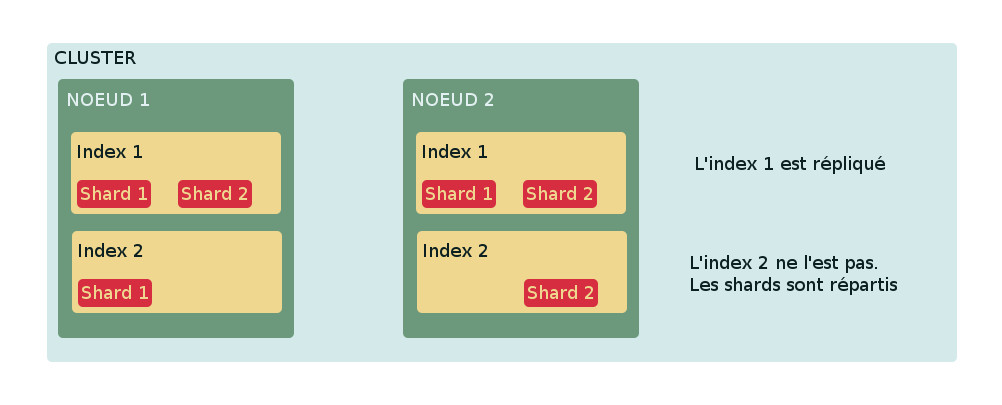 CLUSTER
NOEUD 1
Index 1
Shard 1 Shard 2
Index 2
Shard 1
NOEUD 2
Index 1
Shard 1 Shard 2
Index 2
Shard 2
L'index 1 est répliqué
L'index 2 ne l'est pas.
Les shards sont répartis